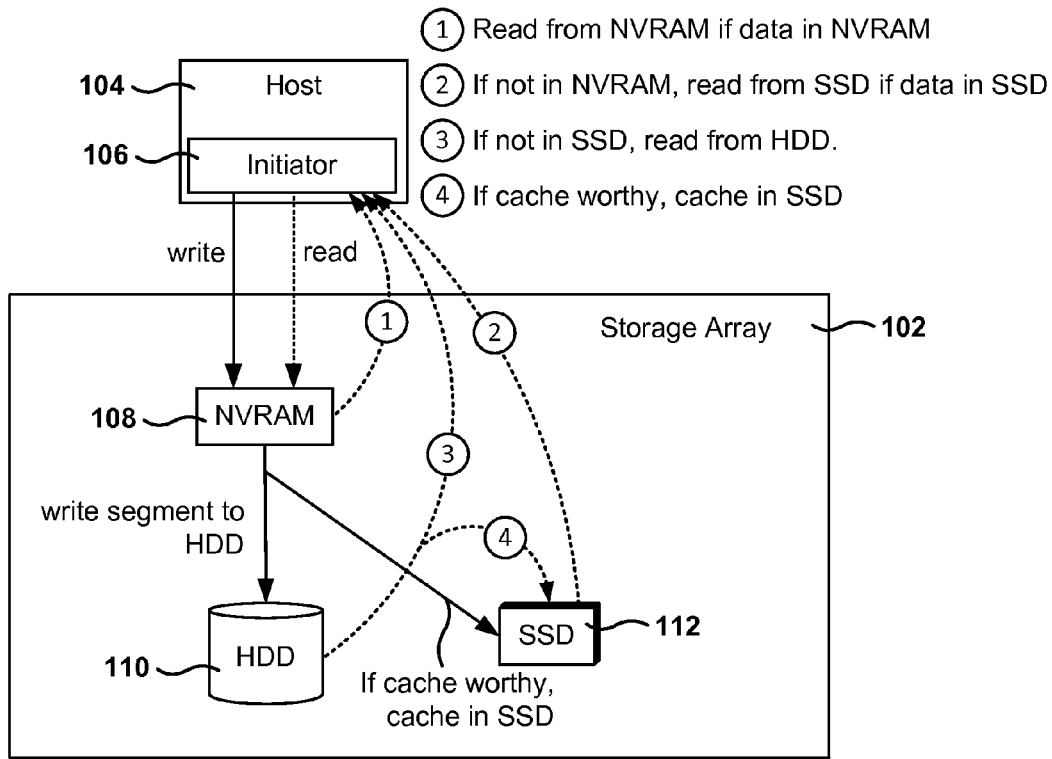 1 Read from NVRAM if data in NVRAM
104
Host
2 If not in NVRAM, read from SSD if data in SSD
106
Initiator
3 If not in SSD, read from HDD.
4 If cache worthy, cache in SSD
write
read
1
2
Storage Array
102
108
NVRAM
3
write segment to
HDD
4
110
HDD
SSD
112
If cache worthy,
cache in SSD